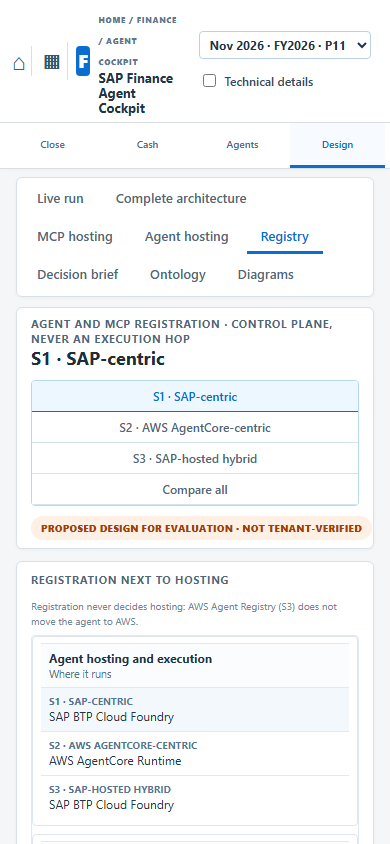 HOME / FINANCE
/ AGENT
COCKPIT
F
SAP Finance
Agent
Cockpit
Nov 2026 · FY2026 · P11
Technical details
Close
Cash
Agents
Design
Live run
Complete architecture
MCP hosting
Agent hosting
Registry
Decision brief
Ontology
Diagrams
AGENT AND MCP REGISTRATION · CONTROL PLANE,
NEVER AN EXECUTION HOP
S1 · SAP-centric
S1 · SAP-centric
S2 · AWS AgentCore-centric
S3 · SAP-hosted hybrid
Compare all
PROPOSED DESIGN FOR EVALUATION · NOT TENANT-VERIFIED
REGISTRATION NEXT TO HOSTING
Registration never decides hosting: AWS Agent Registry (S3) does not
move the agent to AWS.
Agent hosting and execution
Where it runs
S1 · SAP-CENTRIC
SAP BTP Cloud Foundry
S2 · AWS AGENTCORE-CENTRIC
AWS AgentCore Runtime
S3 · SAP-HOSTED HYBRID
SAP BTP Cloud Foundry